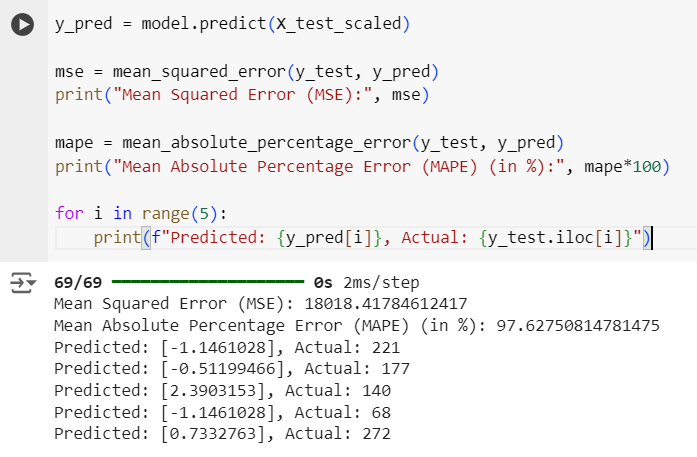 y_pred = model.predict(X_test_scaled)
mse = mean_squared_error(y_test, y_pred)
print("Mean Squared Error (MSE):", mse)
mape = mean_absolute_percentage_error(y_test, y_pred)
print("Mean Absolute Percentage Error (MAPE) (in %):", mape*100)
for i in range(5):
    print(f"Predicted: {y_pred[i]}, Actual: {y_test.iloc[i]}")
69/69 ━━━━━━━━━━━━━━━━━━━━ 0s 2ms/step
Mean Squared Error (MSE): 18018.41784612417
Mean Absolute Percentage Error (MAPE) (in %): 97.62750814781475
Predicted: [-1.1461028], Actual: 221
Predicted: [-0.51199466], Actual: 177
Predicted: [2.3903153], Actual: 140
Predicted: [-1.1461028], Actual: 68
Predicted: [0.7332763], Actual: 272